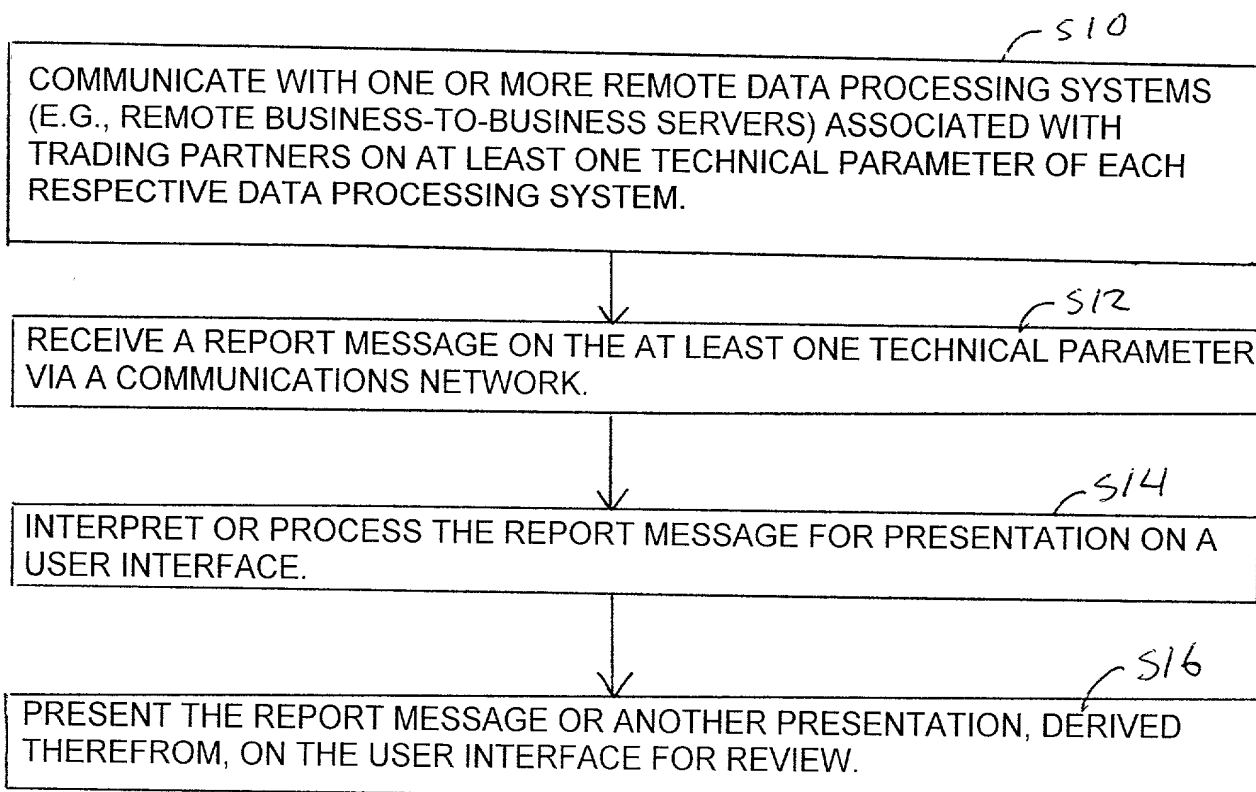 S10
COMMUNICATE WITH ONE OR MORE REMOTE DATA PROCESSING SYSTEMS
(E.G., REMOTE BUSINESS-TO-BUSINESS SERVERS) ASSOCIATED WITH
TRADING PARTNERS ON AT LEAST ONE TECHNICAL PARAMETER OF EACH
RESPECTIVE DATA PROCESSING SYSTEM.
S12
RECEIVE A REPORT MESSAGE ON THE AT LEAST ONE TECHNICAL PARAMETER
VIA A COMMUNICATIONS NETWORK.
S14
INTERPRET OR PROCESS THE REPORT MESSAGE FOR PRESENTATION ON A
USER INTERFACE.
S16
PRESENT THE REPORT MESSAGE OR ANOTHER PRESENTATION, DERIVED
THEREFROM, ON THE USER INTERFACE FOR REVIEW.